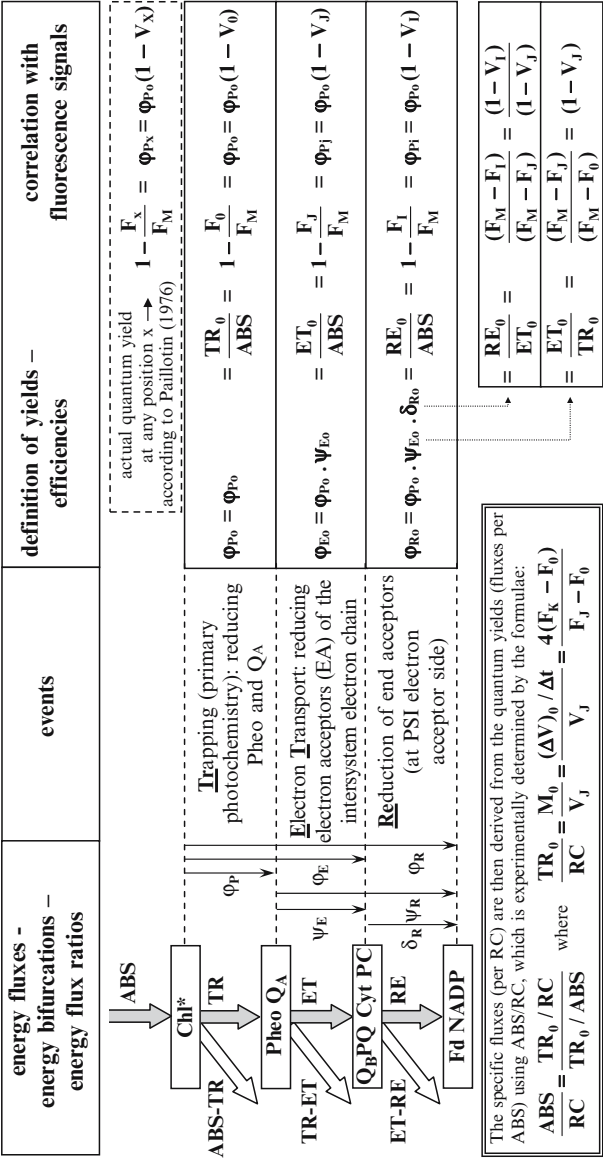 energy fluxes -
energy bifurcations –
energy flux ratios
events
definition of yields –
efficiencies
correlation with
fluorescence signals
ABS
Chl*
TR
ABS-TR
Pheo QA
ET
TR-ET
QBPQ Cyt PC
RE
ET-RE
Fd NADP
φP
φE
φR
ψE
ψR
δR
Trapping (primary
photochemistry): reducing
Pheo and QA
Electron Transport: reducing
electron acceptors (EA) of the
intersystem electron chain
Reduction of end acceptors
(at PSI electron
acceptor side)
actual quantum yield
at any position x →
according to Paillotin (1976)
1 − Fx/FM = φPx = φPo (1 − VX)
φPo = φPo = TR0/ABS = 1 − F0/FM = φPo = φPo (1 − V0)
φEo = φPo . ψEo = ET0/ABS = 1 − FJ/FM = φPj = φPo (1 − VJ)
φRo = φPo . ψEo . δRo = RE0/ABS = 1 − FI/FM = φPi = φPo (1 − VI)
= RE0/ET0 = (FM − FI)/(FM − FJ) = (1 − VI)/(1 − VJ)
= ET0/TR0 = (FM − FJ)/(FM − F0) = (1 − VJ)
The specific fluxes (per RC) are then derived from the quantum yields (fluxes per
ABS) using ABS/RC, which is experimentally determined by the formulae:
ABS/RC = TR0 / RC / TR0 / ABS where TR0/RC = M0/VJ = (ΔV)0 / Δt / VJ = 4(FK − F0)/FJ − F0